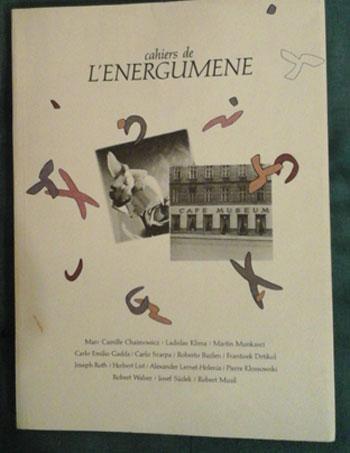 cahiers de
L'ENERGUMENE
CAFE MUSEUM
Marc Camille Chaimowicz / Ladislas Klima / Martin Munkacsi
Carlo Emilio Gadda / Carlo Scarpa / Roberto Bazlen / Frantisek Drtikol
Joseph Roth / Herbert List / Alexander Lernet-Holenia / Pierre Klossowski
Robert Walser / Josef Sudek / Robert Musil